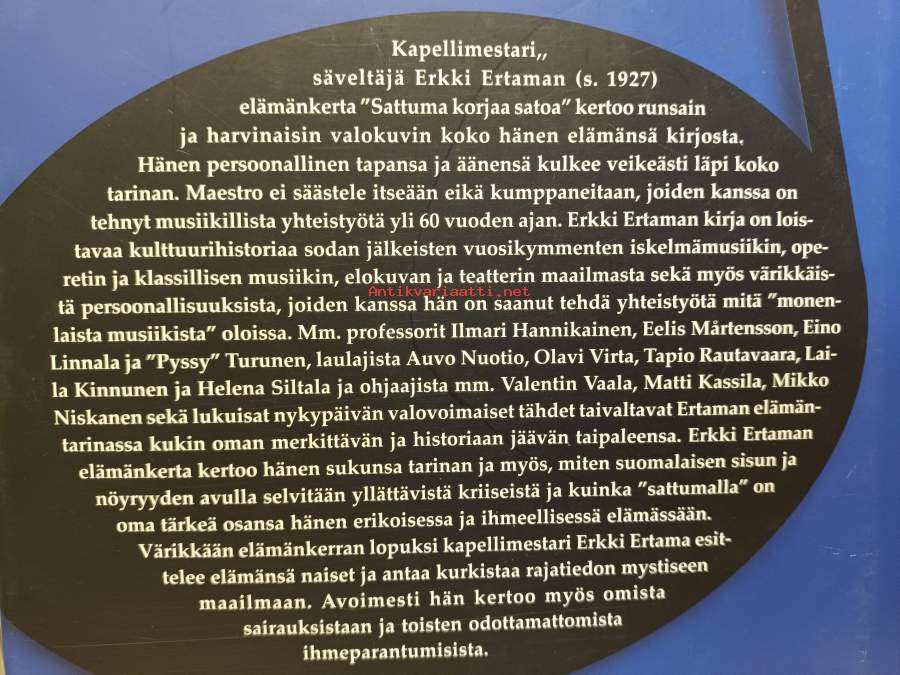 Kapellimestari,,
säveltäjä Erkki Ertaman (s. 1927)
elämänkerta ”Sattuma korjaa satoa” kertoo runsain
ja harvinaisin valokuvin koko hänen elämänsä kirjosta.
Hänen persoonallinen tapansa ja äänensä kulkee veikeästi läpi koko
tarinan. Maestro ei säästele itseään eikä kumppaneitaan, joiden kanssa on
tehnyt musiikillista yhteistyötä yli 60 vuoden ajan. Erkki Ertaman kirja on lois-
tavaa kulttuurihistoriaa sodan jälkeisten vuosikymmenten iskelmämusiikin, ope-
retin ja klassillisen musiikin, elokuvan ja teatterin maailmasta sekä myös värikkäis-
Antikvariaatti.net
tä persoonallisuuksista, joiden kanssa hän on saanut tehdä yhteistyötä mitä ”monen-
laista musiikista” oloissa. Mm. professorit Ilmari Hannikainen, Eelis Mårtensson, Eino
Linnala ja ”Pyssy” Turunen, laulajista Auvo Nuotio, Olavi Virta, Tapio Rautavaara, Lai-
la Kinnunen ja Helena Siltala ja ohjaajista mm. Valentin Vaala, Matti Kassila, Mikko
Niskanen sekä lukuisat nykypäivän valovoimaiset tähdet taivaltavat Ertaman elämän-
tarinassa kukin oman merkittävän ja historiaan jäävän taipaleensa. Erkki Ertaman
elämänkerta kertoo hänen sukunsa tarinan ja myös, miten suomalaisen sisun ja
nöyryyden avulla selvitään yllättävistä kriiseistä ja kuinka ”sattumalla” on
oma tärkeä osansa hänen erikoisessa ja ihmeellisessä elämässään.
Värikkään elämänkerran lopuksi kapellimestari Erkki Ertama esit-
telee elämänsä naiset ja antaa kurkistaa rajatiedon mystiseen
maailmaan. Avoimesti hän kertoo myös omista
sairauksistaan ja toisten odottamattomista
ihmeparantumisista.